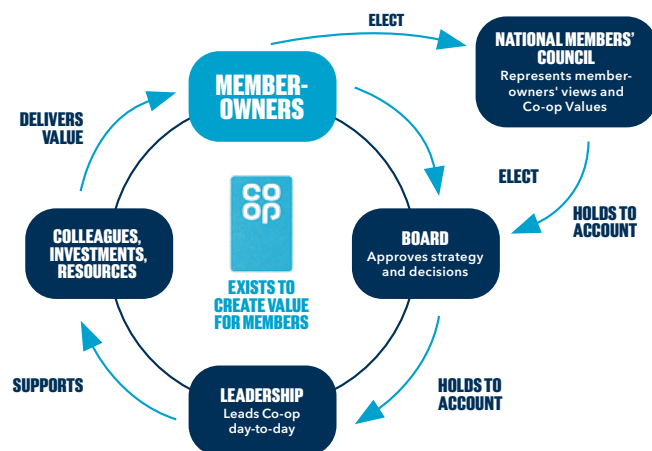 ELECT
NATIONAL MEMBERS'
COUNCIL
Represents member-
owners' views and
Co-op Values
MEMBER-
OWNERS
DELIVERS
VALUE
ELECT
HOLDS TO
ACCOUNT
co
op
COLLEAGUES,
INVESTMENTS,
RESOURCES
BOARD
Approves strategy
and decisions
EXISTS TO
CREATE VALUE
FOR MEMBERS
SUPPORTS
LEADERSHIP
Leads Co-op
day-to-day
HOLDS TO
ACCOUNT